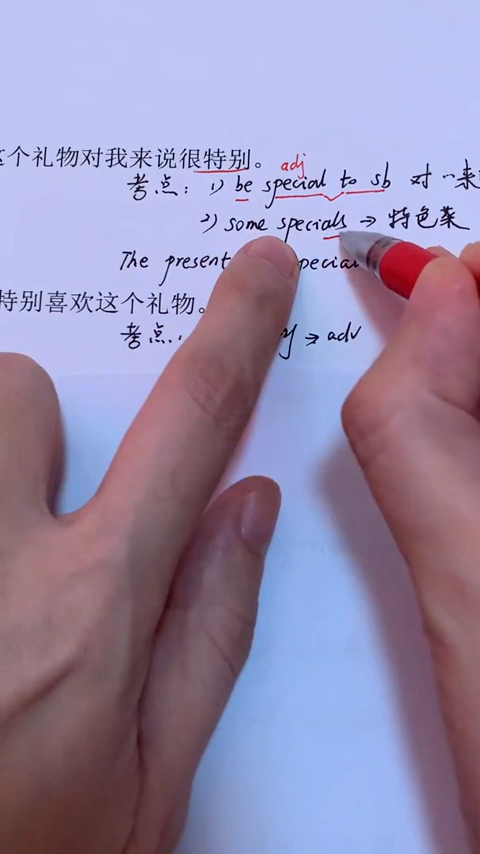 这个礼物对我来说很特别。
adj
考点：1) be special to sb 对一来
2) some specials → 特色菜
The present special
特别喜欢这个礼物。
考点: → adv